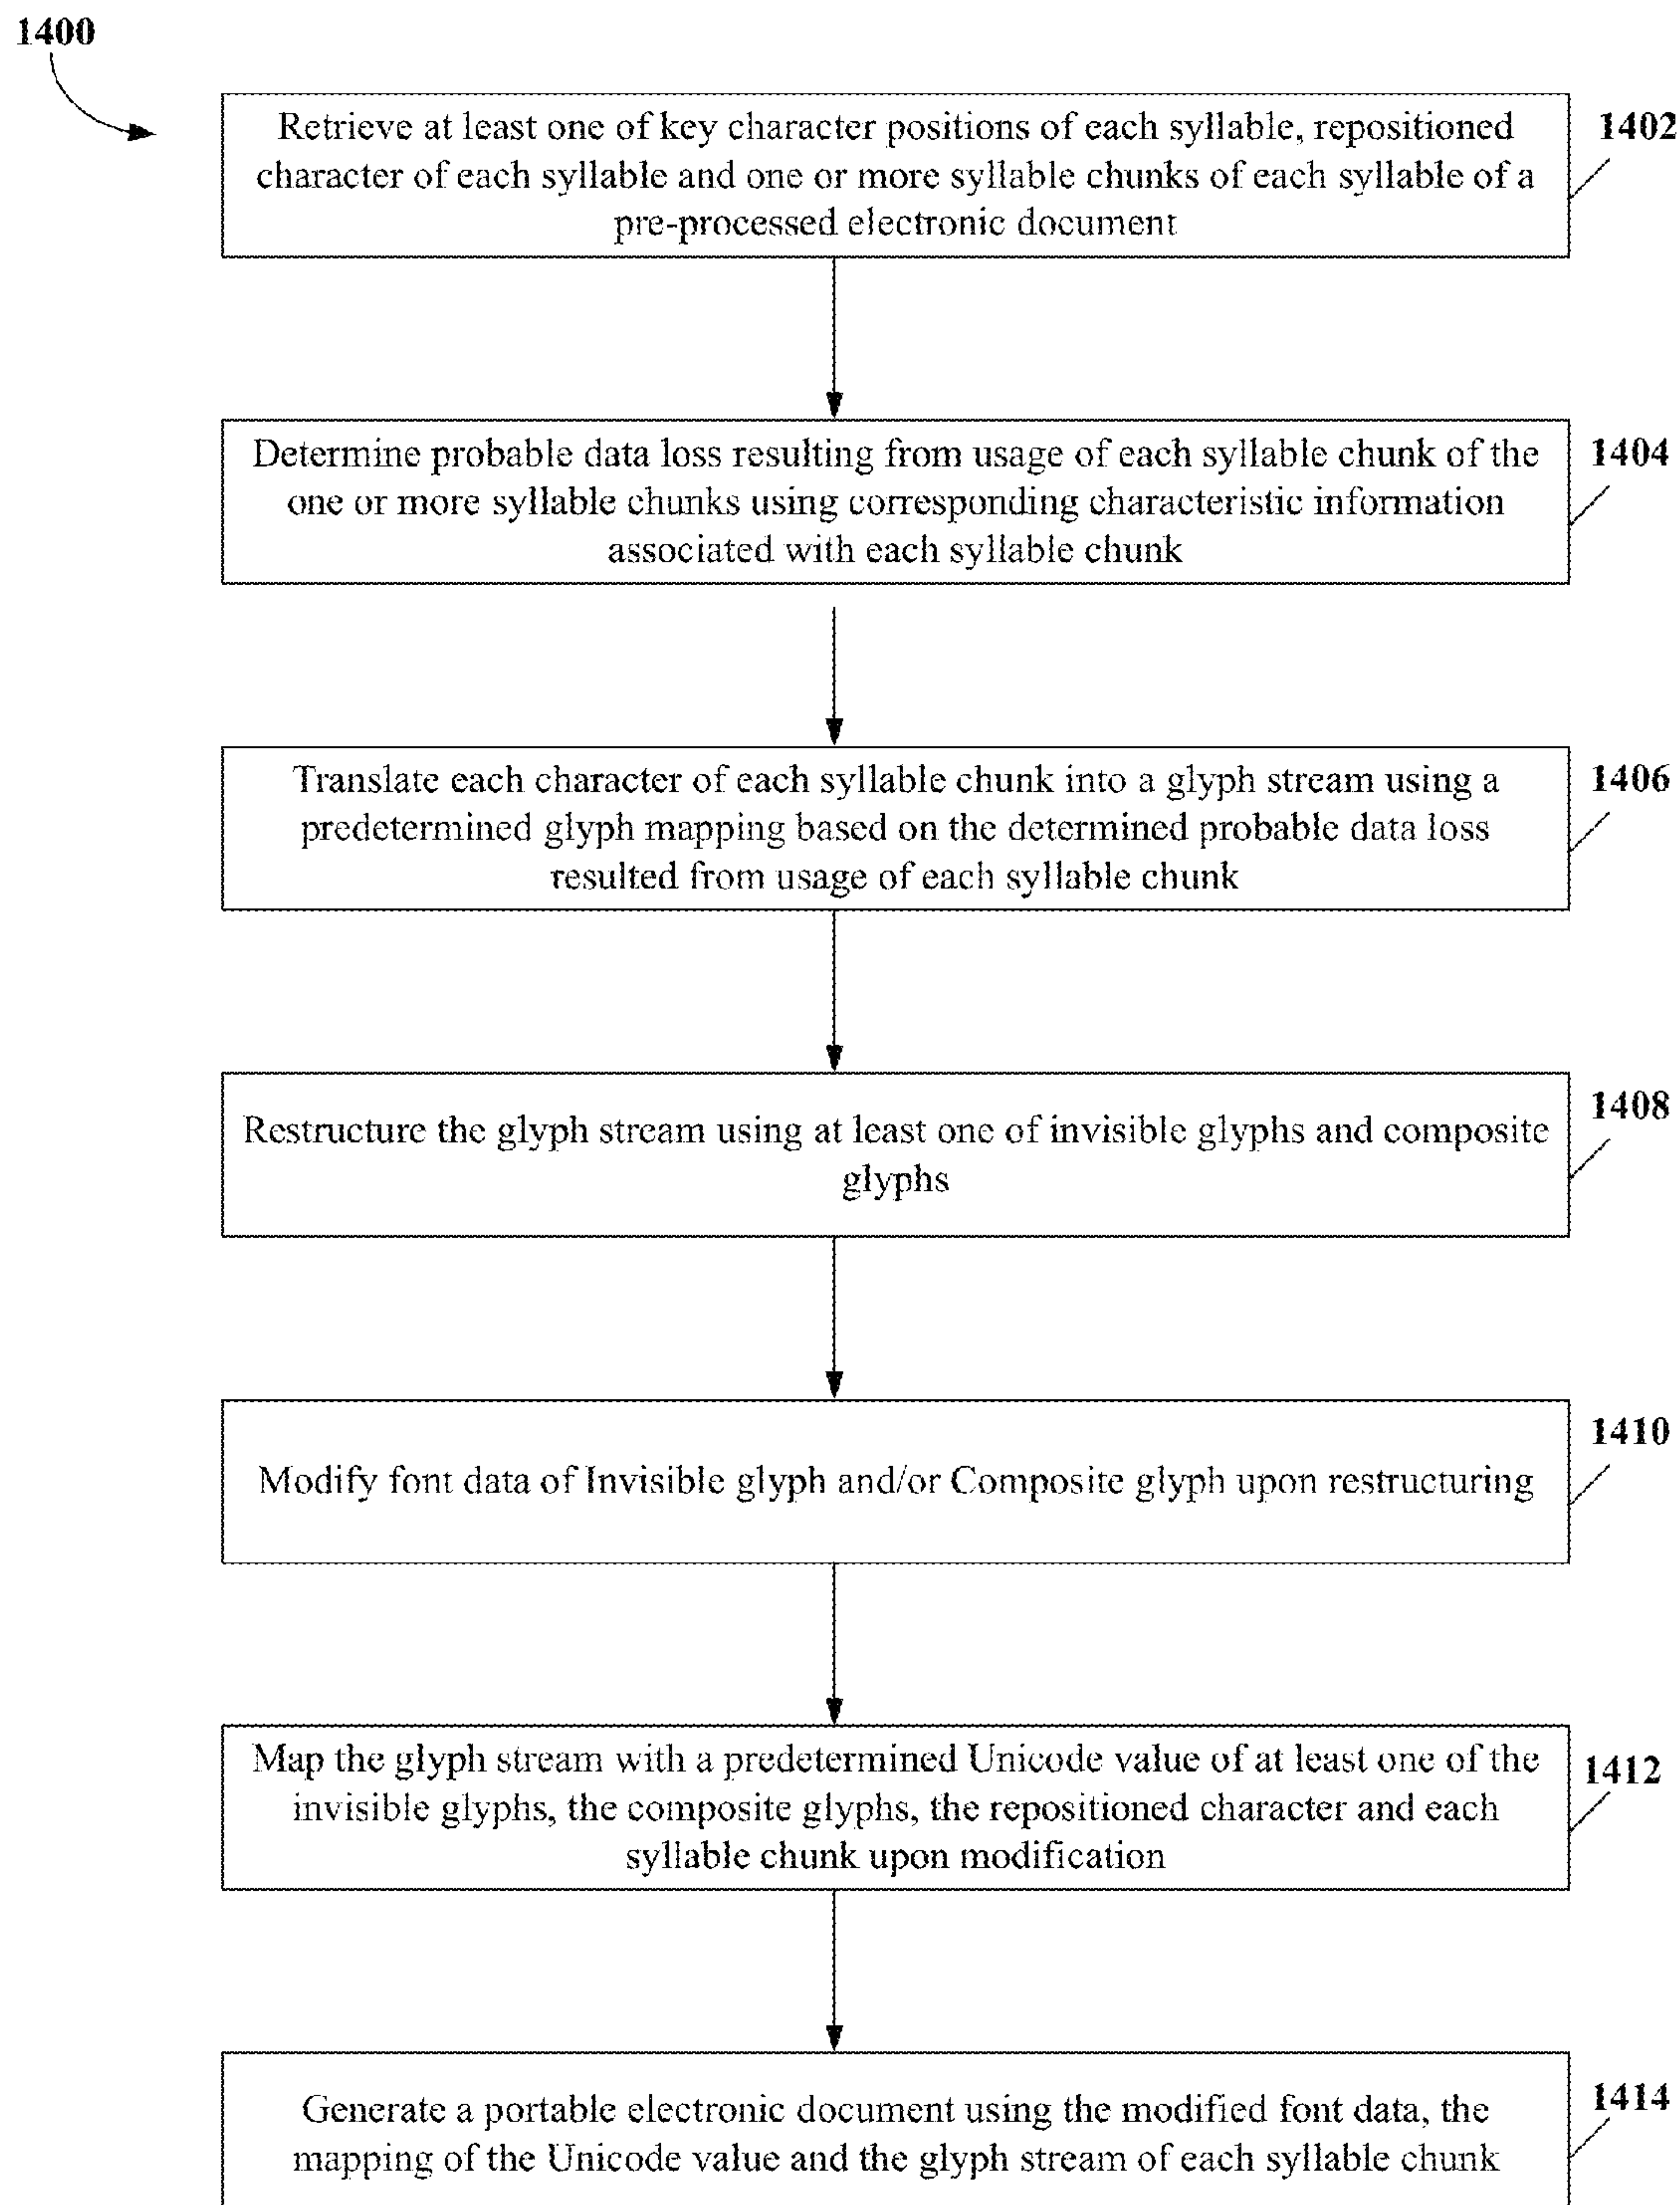 1400
Retrieve at least one of key character positions of each syllable, repositioned
character of each syllable and one or more syllable chunks of each syllable of a
pre-processed electronic document
1402
Determine probable data loss resulting from usage of each syllable chunk of the
one or more syllable chunks using corresponding characteristic information
associated with each syllable chunk
1404
Translate each character of each syllable chunk into a glyph stream using a
predetermined glyph mapping based on the determined probable data loss
resulted from usage of each syllable chunk
1406
Restructure the glyph stream using at least one of invisible glyphs and composite
glyphs
1408
Modify font data of Invisible glyph and/or Composite glyph upon restructuring
1410
Map the glyph stream with a predetermined Unicode value of at least one of the
invisible glyphs, the composite glyphs, the repositioned character and each
syllable chunk upon modification
1412
Generate a portable electronic document using the modified font data, the
mapping of the Unicode value and the glyph stream of each syllable chunk
1414